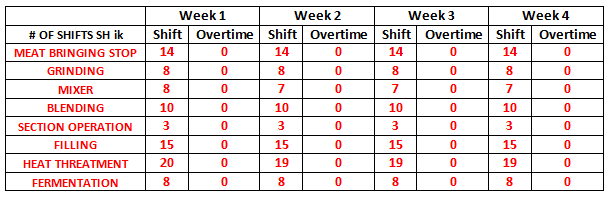 Week 1 Week 2 Week 3 Week 4
# OF SHIFTS SH ik Shift Overtime Shift Overtime Shift Overtime Shift Overtime
MEAT BRINGING STOP 14 0 14 0 14 0 14 0
GRINDING 8 0 8 0 8 0 8 0
MIXER 8 0 7 0 7 0 7 0
BLENDING 10 0 10 0 10 0 10 0
SECTION OPERATION 3 0 3 0 3 0 3 0
FILLING 15 0 15 0 15 0 15 0
HEAT THREATMENT 20 0 19 0 19 0 19 0
FERMENTATION 8 0 8 0 8 0 8 0